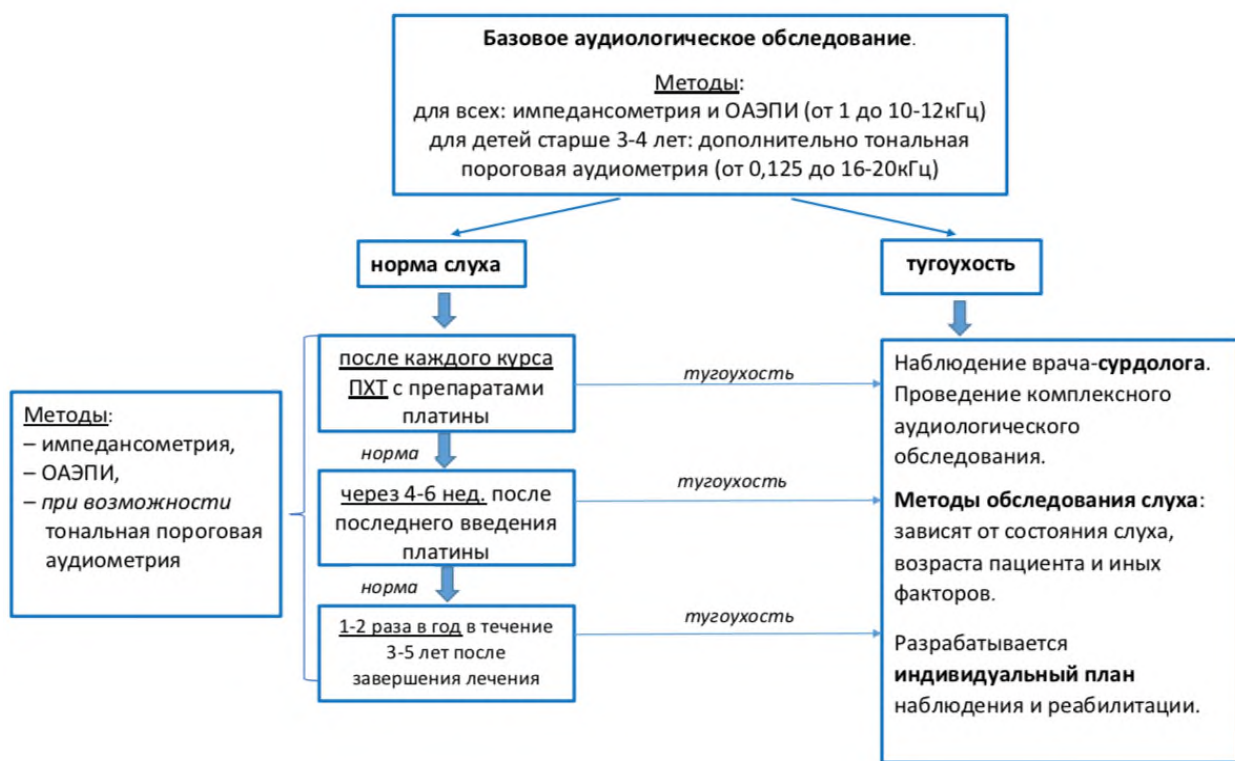 Базовое аудиологическое обследование.
Методы:
для всех: импедансометрия и ОАЭПИ (от 1 до 10-12кГц)
для детей старше 3-4 лет: дополнительно тональная
пороговая аудиометрия (от 0,125 до 16-20кГц)
норма слуха
тугоухость
после каждого курса
ПХТ с препаратами
платины
тугоухость
норма
через 4-6 нед. после
последнего введения
платины
тугоухость
норма
1-2 раза в год в течение
3-5 лет после
завершения лечения
тугоухость
Методы:
– импедансометрия,
– ОАЭПИ,
– при возможности
тональная пороговая
аудиометрия
Наблюдение врача-сурдолога.
Проведение комплексного
аудиологического
обследования.
Методы обследования слуха:
зависят от состояния слуха,
возраста пациента и иных
факторов.
Разрабатывается
индивидуальный план
наблюдения и реабилитации.